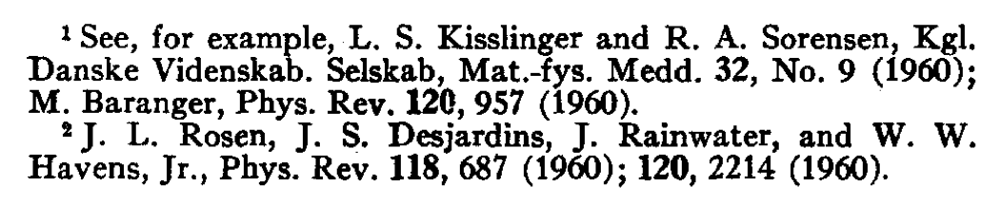 ¹ See, for example, L. S. Kisslinger and R. A. Sorensen, Kgl.
Danske Videnskab. Selskab, Mat.-fys. Medd. 32, No. 9 (1960);
M. Baranger, Phys. Rev. 120, 957 (1960).
² J. L. Rosen, J. S. Desjardins, J. Rainwater, and W. W.
Havens, Jr., Phys. Rev. 118, 687 (1960); 120, 2214 (1960).